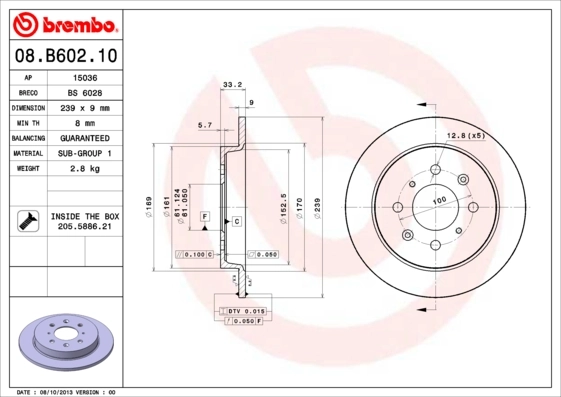 brembo
08.B602.10
AP 15036
BRECO BS 6028
DIMENSION 239 x 9 mm
MIN TH 8 mm
BALANCING GUARANTEED
MATERIAL SUB-GROUP 1
WEIGHT 2.8 kg
INSIDE THE BOX
205.5886.21
33.2
9
5.7
12.8 (x5)
100
Ø 169
Ø 161
Ø 61.124
61.050
Ø 152.5
Ø 170
Ø 239
F
C
0.100 C
0.050
DTV 0.015
0.050 F
DATE : 08/10/2013 VERSION : 00